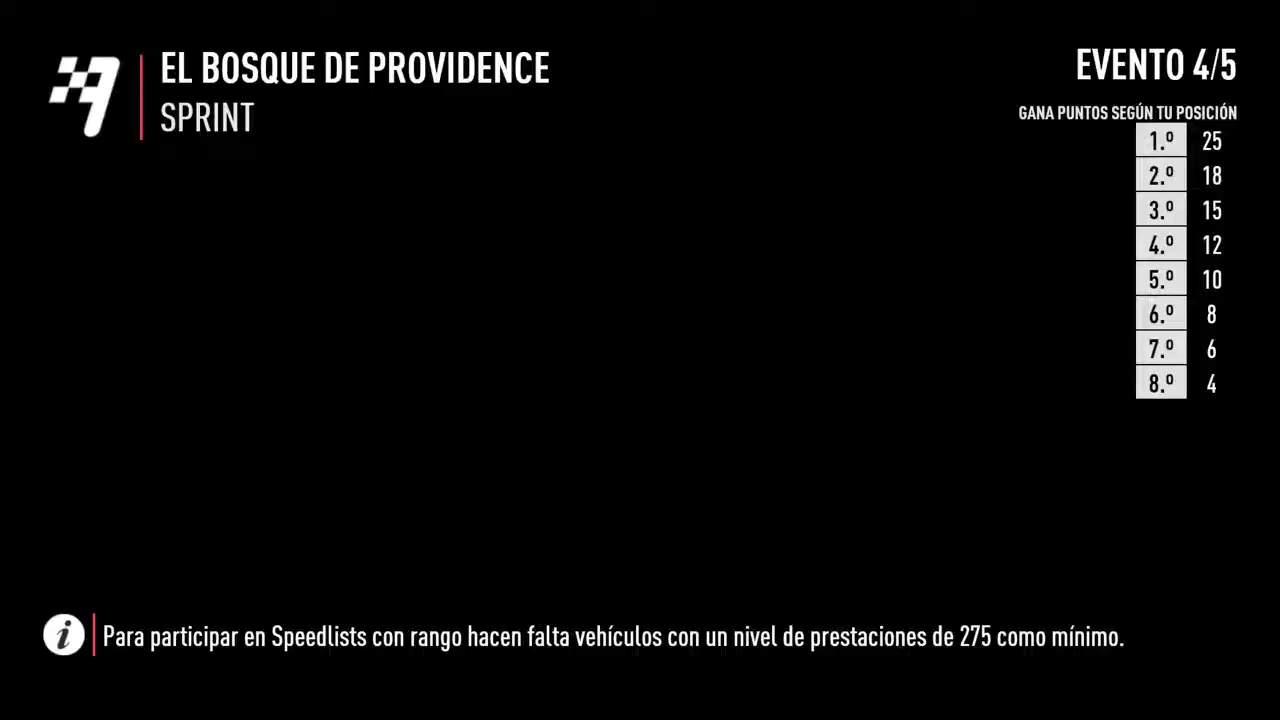 EL BOSQUE DE PROVIDENCE
SPRINT
EVENTO 4/5
GANA PUNTOS SEGÚN TU POSICIÓN
1.º 25
2.º 18
3.º 15
4.º 12
5.º 10
6.º 8
7.º 6
8.º 4
Para participar en Speedlists con rango hacen falta vehículos con un nivel de prestaciones de 275 como mínimo.